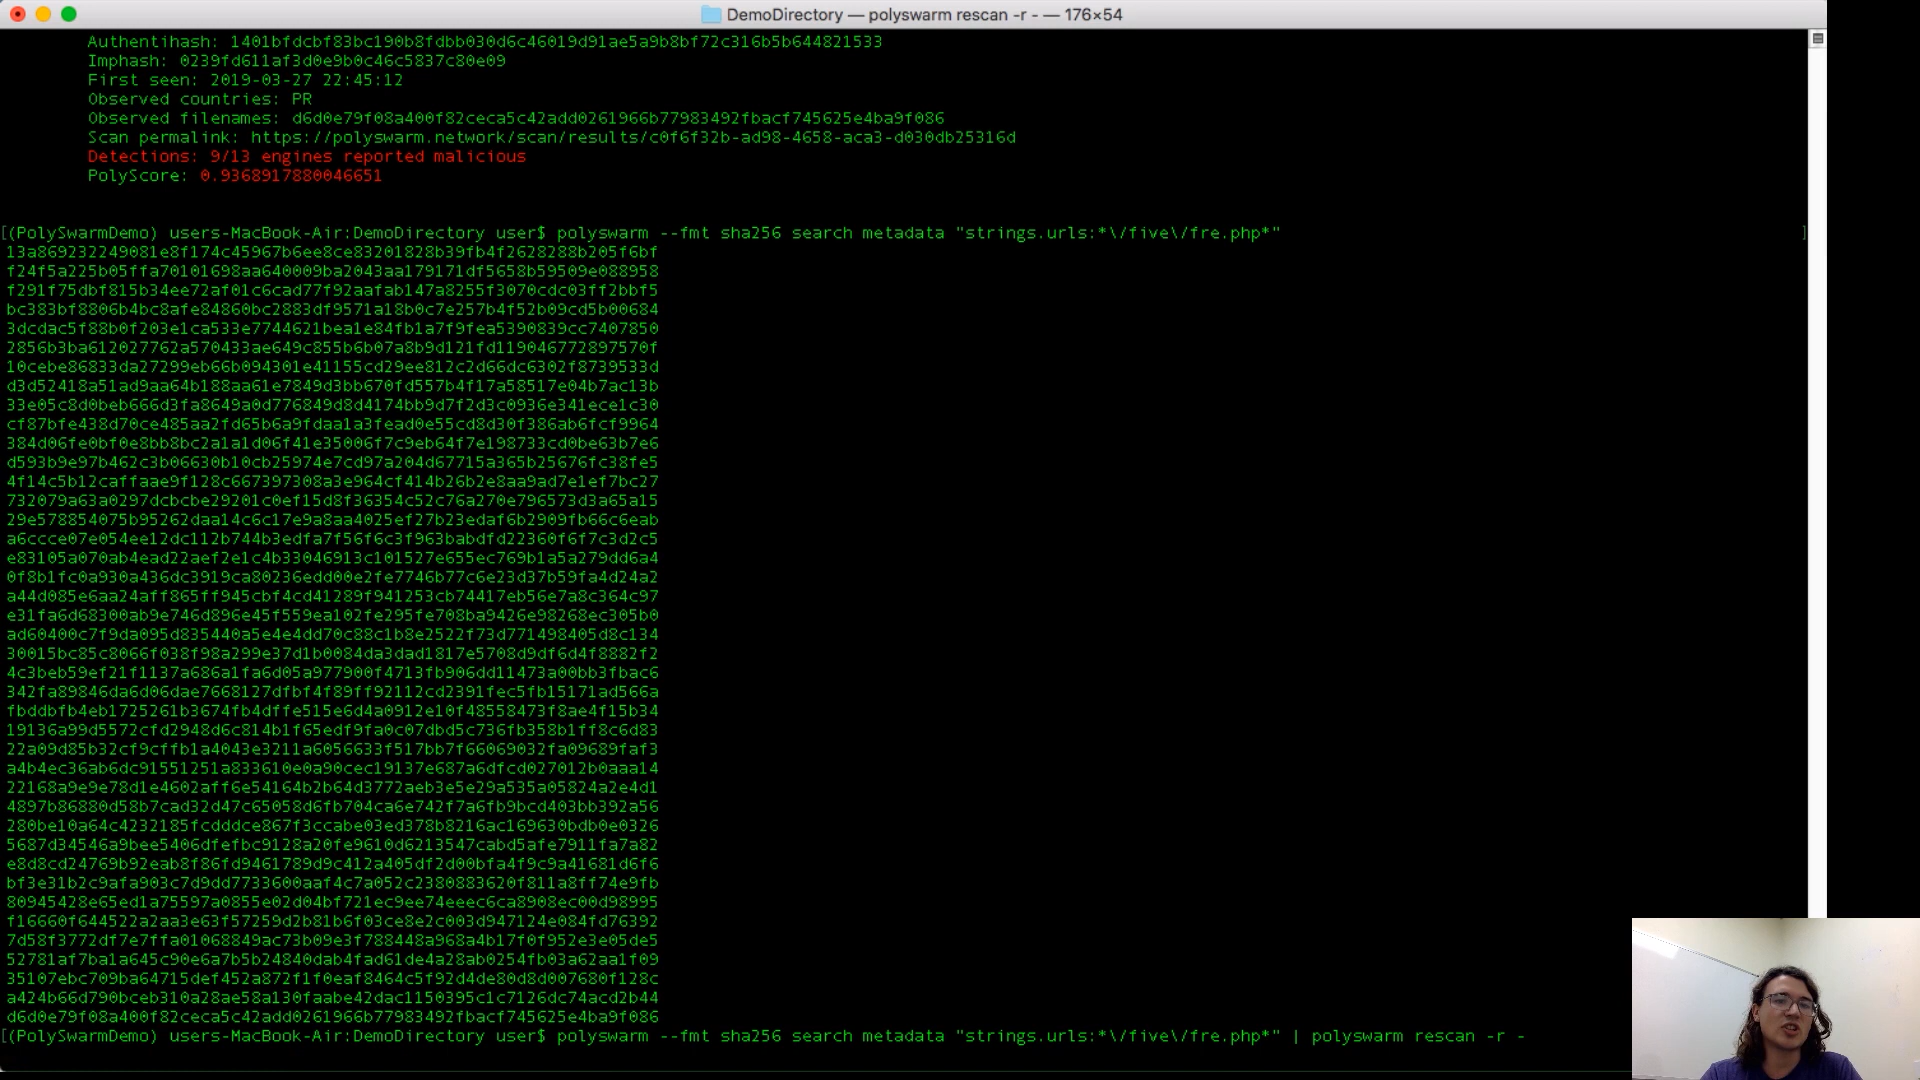 DemoDirectory — polyswarm rescan -r - — 176×54
Authentihash: 1401bfdcbf83bc190b8fdbb030d6c46019d91ae5a9b8bf72c316b5b644821533
Imphash: 0239fd611af3d0e9b0c46c5837c80e09
First seen: 2019-03-27 22:45:12
Observed countries: PR
Observed filenames: d6d0e79f08a400f82ceca5c42add0261966b77983492fbacf745625e4ba9f086
Scan permalink: https://polyswarm.network/scan/results/c0f6f32b-ad98-4658-aca3-d030db25316d
Detections: 9/13 engines reported malicious
PolyScore: 0.9368917880046651
[(PolySwarmDemo) users-MacBook-Air:DemoDirectory user$ polyswarm --fmt sha256 search metadata "strings.urls:*\/five\/fre.php*" ]
13a869232249081e8f174c45967b6ee8ce83201828b39fb4f2628288b205f6bf
f24f5a225b05ffa70101698aa640009ba2043aa179171df5658b59509e088958
f291f75dbf815b34ee72af01c6cad77f92aafab147a8255f3070cdc03ff2bbf5
bc383bf8806b4bc8afe84860bc2883df9571a18b0c7e257b4f52b09cd5b00684
3dcdac5f88b0f203e1ca533e7744621bea1e84fb1a7f9fea5390839cc7407850
2856b3ba612027762a570433ae649c855b6b07a8b9d121fd119046772897570f
10cebe86833da27299eb66b094301e41155cd29ee812c2d66dc6302f8739533d
d3d52418a51ad9aa64b188aa61e7849d3bb670fd557b4f17a58517e04b7ac13b
33e05c8d0beb666d3fa8649a0d776849d8d4174bb9d7f2d3c0936e341ece1c30
cf87bfe438d70ce485aa2fd65b6a9fdaa1a3fead0e55cd8d30f386ab6fcf9964
384d06fe0bf0e8bb8bc2a1a1d06f41e35006f7c9eb64f7e198733cd0be63b7e6
d593b9e97b462c3b06630b10cb25974e7cd97a204d67715a365b25676fc38fe5
4f14c5b12caffaae9f128c667397308a3e964cf414b26b2e8aa9ad7e1ef7bc27
732079a63a0297dcbcbe29201c0ef15d8f36354c52c76a270e796573d3a65a15
29e578854075b95262daa14c6c17e9a8aa4025ef27b23edaf6b2909fb66c6eab
a6ccce07e054ee12dc112b744b3edfa7f56f6c3f963babdfd22360f6f7c3d2c5
e83105a070ab4ead22aef2e1c4b33046913c101527e655ec769b1a5a279dd6a4
0f8b1fc0a930a436dc3919ca80236edd00e2fe7746b77c6e23d37b59fa4d24a2
a44d085e6aa24aff865ff945cbf4cd41289f941253cb74417eb56e7a8c364c97
e31fa6d68300ab9e746d896e45f559ea102fe295fe708ba9426e98268ec305b0
ad60400c7f9da095d835440a5e4e4dd70c88c1b8e2522f73d771498405d8c134
30015bc85c8066f038f98a299e37d1b0084da3dad1817e5708d9df6d4f8882f2
4c3beb59ef21f1137a686a1fa6d05a977900f4713fb906dd11473a00bb3fbac6
342fa89846da6d06dae7668127dfbf4f89ff92112cd2391fec5fb15171ad566a
fbddbfb4eb1725261b3674fb4dffe515e6d4a0912e10f48558473f8ae4f15b34
19136a99d5572cfd2948d6c814b1f65edf9fa0c07dbd5c736fb358b1ff8c6d83
22a09d85b32cf9cffb1a4043e3211a6056633f517bb7f66069032fa09689faf3
a4b4ec36ab6dc91551251a833610e0a90cec19137e687a6dfcd027012b0aaa14
22168a9e9e78d1e4602aff6e54164b2b64d3772aeb3e5e29a535a05824a2e4d1
4897b86880d58b7cad32d47c65058d6fb704ca6e742f7a6fb9bcd403bb392a56
280be10a64c4232185fcdddce867f3ccabe03ed378b8216ac169630bdb0e0326
5687d34546a9bee5406dfefbc9128a20fe9610d6213547cabd5afe7911fa7a82
e8d8cd24769b92eab8f86fd9461789d9c412a405df2d00bfa4f9c9a41681d6f6
bf3e31b2c9afa903c7d9dd7733600aaf4c7a052c2380883620f811a8ff74e9fb
80945428e65ed1a75597a0855e02d04bf721ec9ee74eeec6ca8908ec00d98995
f16660f644522a2aa3e63f57259d2b81b6f03ce8e2c003d947124e084fd76392
7d58f3772df7e7ffa01068849ac73b09e3f788448a968a4b17f0f952e3e05de5
52781af7ba1a645c90e6a7b5b24840dab4fad61de4a28ab0254fb03a62aa1f09
35107ebc709ba64715def452a872f1f0eaf8464c5f92d4de80d8d007680f128c
a424b66d790bceb310a28ae58a130faabe42dac1150395c1c7126dc74acd2b44
d6d0e79f08a400f82ceca5c42add0261966b77983492fbacf745625e4ba9f086
[(PolySwarmDemo) users-MacBook-Air:DemoDirectory user$ polyswarm --fmt sha256 search metadata "strings.urls:*\/five\/fre.php*" | polyswarm rescan -r -